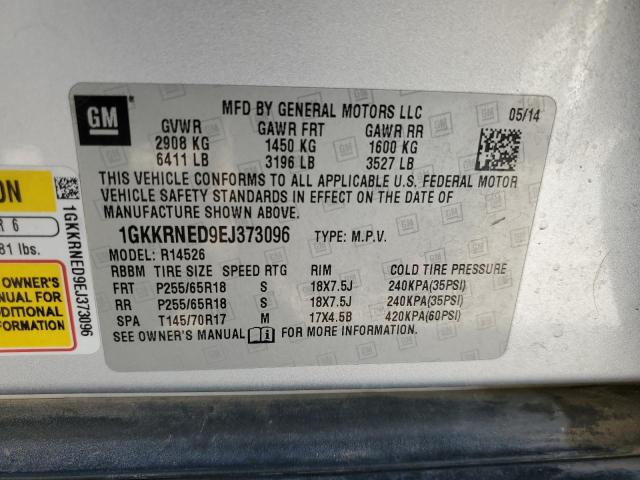 GM
MFD BY GENERAL MOTORS LLC
05/14
GVWR GAWR FRT GAWR RR
2908 KG 1450 KG 1600 KG
6411 LB 3196 LB 3527 LB
THIS VEHICLE CONFORMS TO ALL APPLICABLE U.S. FEDERAL MOTOR
VEHICLE SAFETY STANDARDS IN EFFECT ON THE DATE OF
MANUFACTURE SHOWN ABOVE.
1GKKRNED9EJ373096 TYPE: M.P.V.
MODEL: R14526
RBBM TIRE SIZE SPEED RTG RIM COLD TIRE PRESSURE
FRT P255/65R18 S 18X7.5J 240KPA(35PSI)
RR P255/65R18 S 18X7.5J 240KPA(35PSI)
SPA T145/70R17 M 17X4.5B 420KPA(60PSI)
SEE OWNER'S MANUAL FOR MORE INFORMATION.
ON
R 6
81 lbs.
OWNER'S
MANUAL FOR
ADDITIONAL
INFORMATION
1GKKRNED9EJ373096